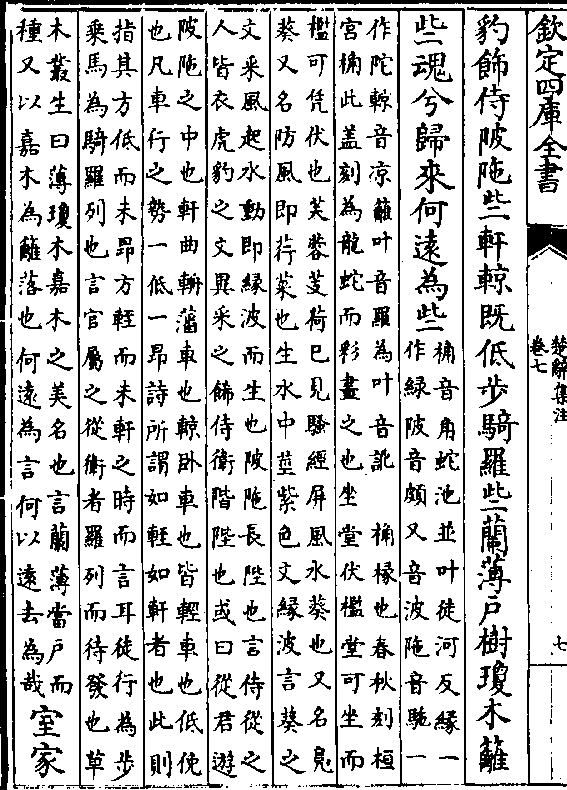 欽定四庫全書
楚辭集注
卷七
七
豹飾侍陂陁些軒輬既低步騎羅些蘭薄戶樹瓊木籬
些魂兮歸來何遠為些
桷音角蛇池並叶徒河反緣一
作緑陂音頗又音波陁音駞一
作陀輬音凉籬叶音羅為叶音訛 桷椽也春秋刻桓
宮桷此盖刻為龍蛇而彩畫之也坐堂伏檻堂可坐而
檻可凭伏也芙蓉芰荷已見騷經屏風水葵也又名鳬
葵又名防風即荇菜也生水中莖紫色文緣波言葵之
文采風起水動即緣波而生也陂陁長陛也言侍從之
人皆衣虎豹之文異采之飾侍衛階陛也或曰從君遊
陂陁之中也軒曲輈藩車也輬卧車也皆輕車也低俛
也凡車行之勢一低一昻詩所謂如輊如軒者也此則
指其方低而未昻方輊而未軒之時而言耳徒行為步
乗馬為騎羅列也言官屬之從衛者羅列而待發也草
木叢生曰薄瓊木嘉木之美名也言蘭薄當戶而
種又以嘉木為籬落也何遠為言何以遠去為哉
室家